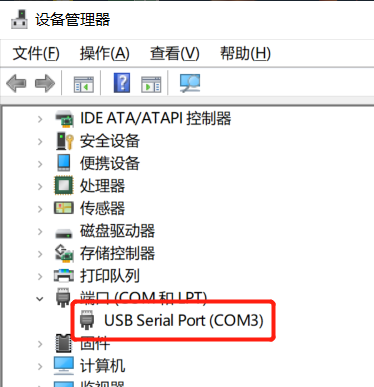 设备管理器
文件(F) 操作(A) 查看(V) 帮助(H)
IDE ATA/ATAPI 控制器
安全设备
便携设备
处理器
传感器
磁盘驱动器
存储控制器
打印队列
端口 (COM 和 LPT)
USB Serial Port (COM3)
固件
计算机
监视器